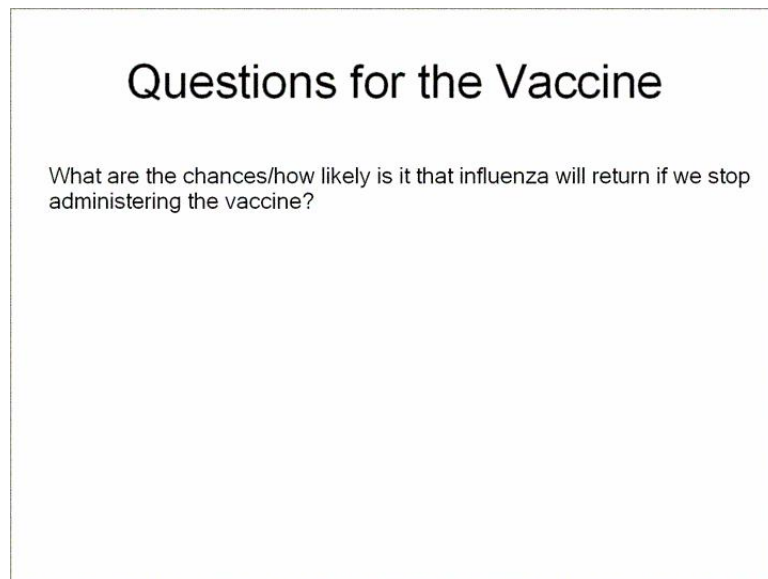 Questions for the Vaccine
What are the chances/how likely is it that influenza will return if we stop
administering the vaccine?